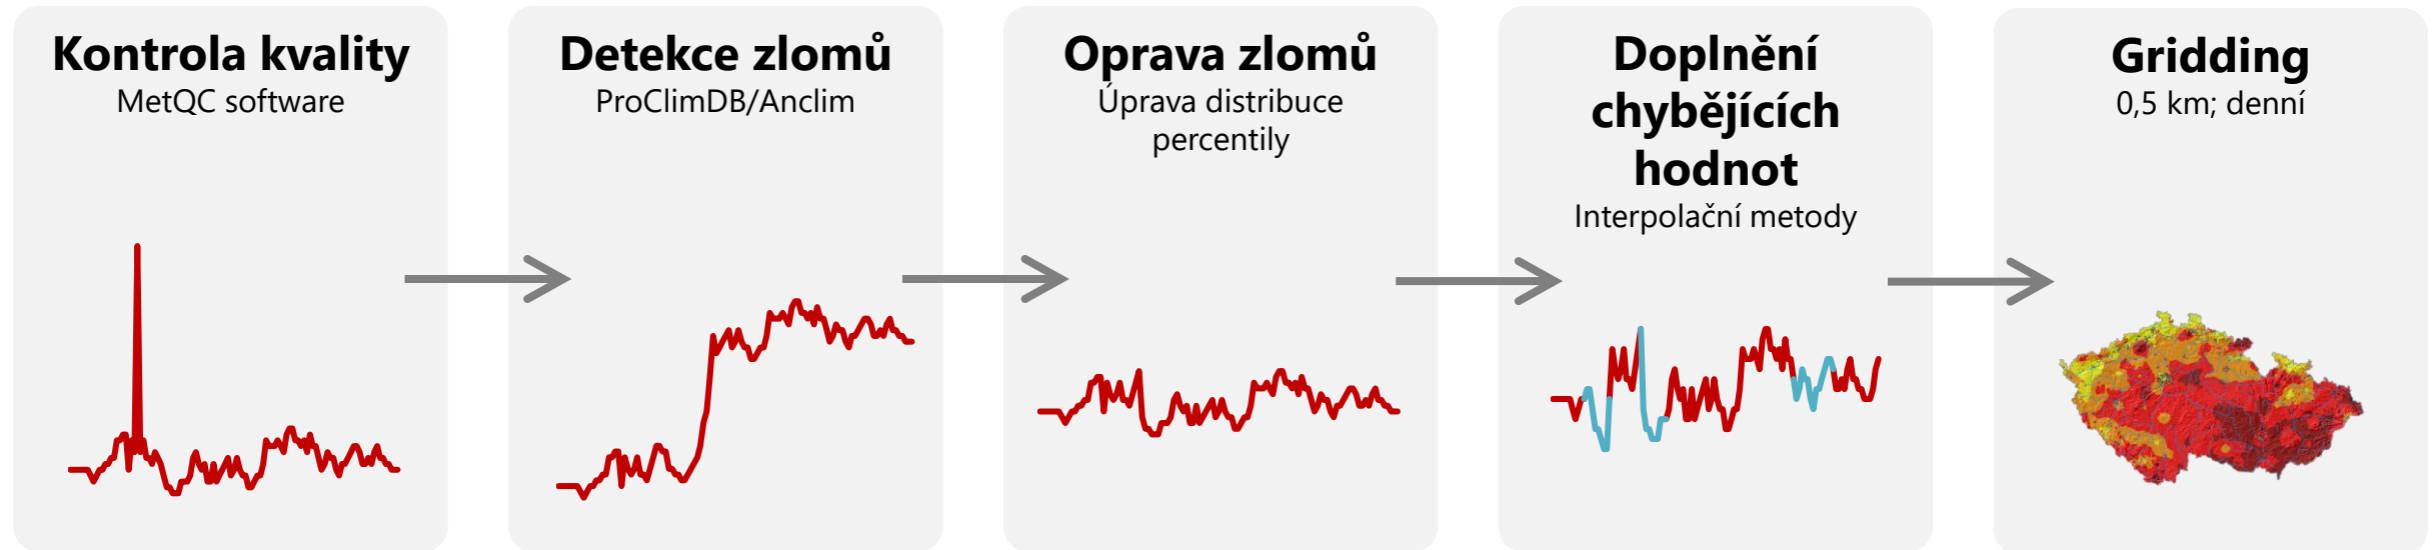 Kontrola kvality
MetQC software
Detekce zlomů
ProClimDB/Anclim
Oprava zlomů
Úprava distribuce
percentily
Doplnění
chybějících
hodnot
Interpolační metody
Gridding
0,5 km; denní